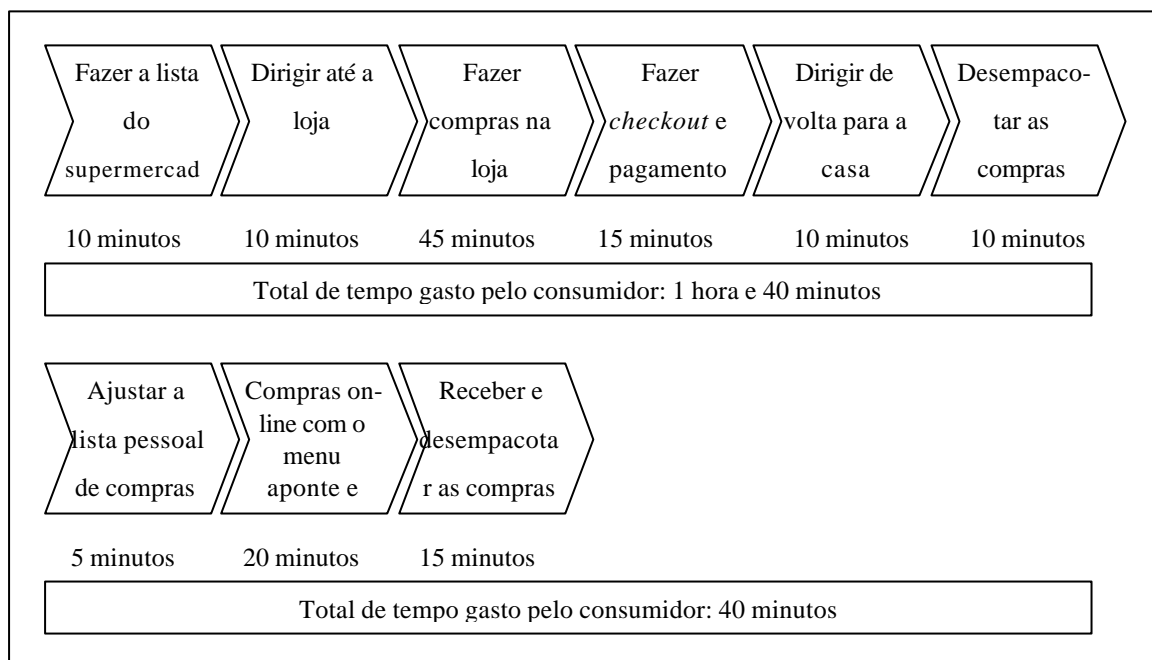 Fazer a lista
do
supermercad
Dirigir até a
loja
Fazer
compras na
loja
Fazer
checkout e
pagamento
Dirigir de
volta para a
casa
Desempaco-
tar as
compras
10 minutos
10 minutos
45 minutos
15 minutos
10 minutos
10 minutos
Total de tempo gasto pelo consumidor: 1 hora e 40 minutos
Ajustar a
lista pessoal
de compras
Compras on-
line com o
menu
aponte e
Receber e
desempacota
r as compras
5 minutos
20 minutos
15 minutos
Total de tempo gasto pelo consumidor: 40 minutos